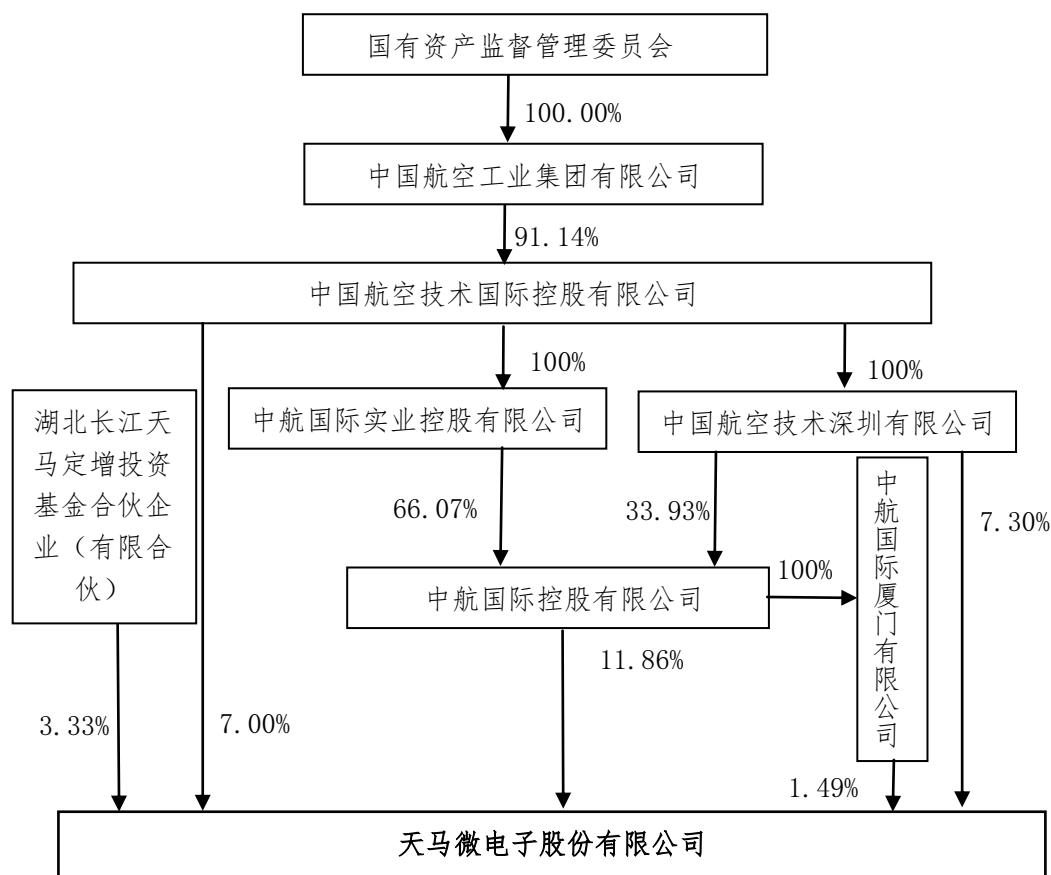 国有资产监督管理委员会
100.00%
中国航空工业集团有限公司
91.14%
中国航空技术国际控股有限公司
100%
100%
湖北长江天
马定增投资
基金合伙企
业（有限合
伙）
中航国际实业控股有限公司
中国航空技术深圳有限公司
66.07%
33.93%
中航国际厦门有限公司
7.30%
中航国际控股有限公司
100%
11.86%
3.33%
7.00%
1.49%
天马微电子股份有限公司